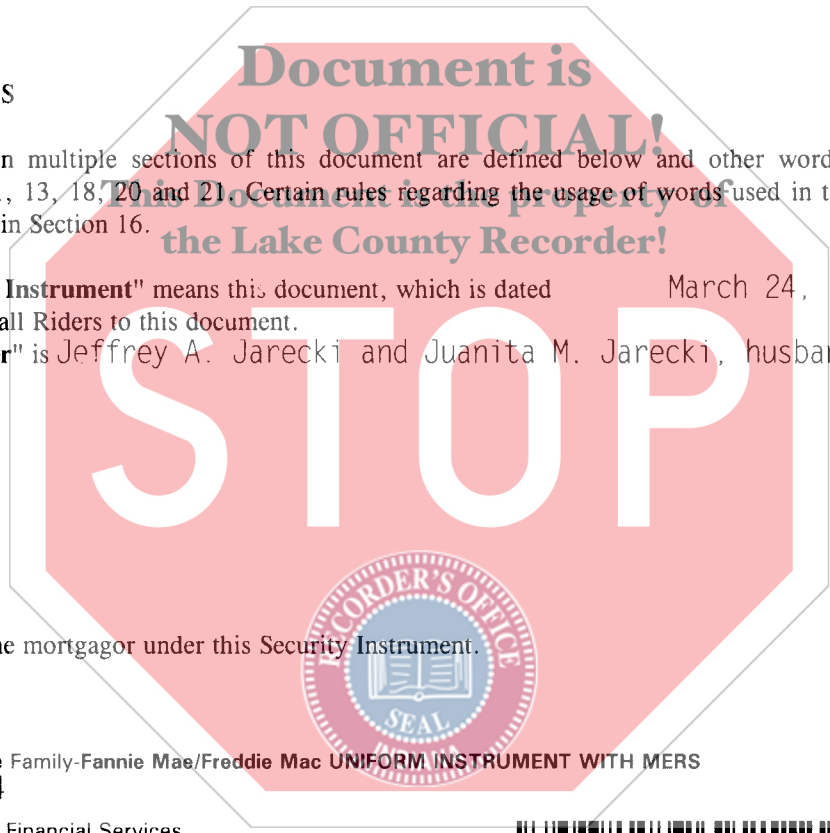 S
Document is
NOT OFFICIAL!
n multiple sections of this document are defined below and other word
, 13, 18, 20 and 21. Certain rules regarding the usage of words used in t
This Document is the property of
in Section 16.
the Lake County Recorder!
Instrument" means this document, which is dated March 24,
all Riders to this document.
r" is Jeffrey A. Jarecki and Juanita M. Jarecki, husba
STOP
RECORDER'S OFFICE
SEAL
INDIANA
e mortgagor under this Security Instrument.
Family-Fannie Mae/Freddie Mac UNIFORM INSTRUMENT WITH MERS
Financial Services